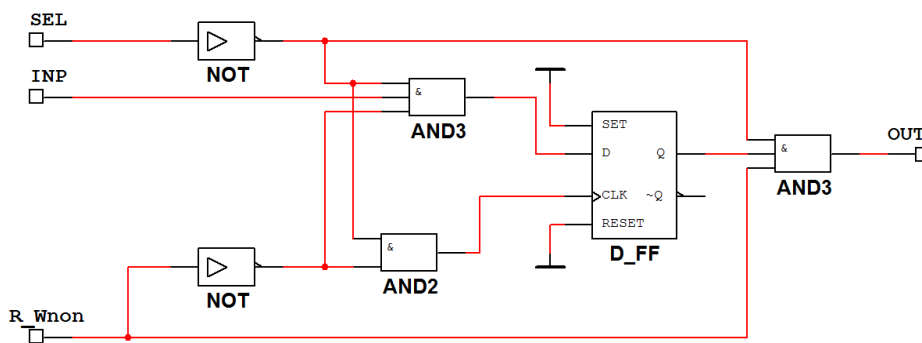 SEL
NOT
INP
&
AND3
SET
D
Q
CLK
~Q
RESET
D_FF
&
AND3
OUT
&
AND2
NOT
R_Wnon